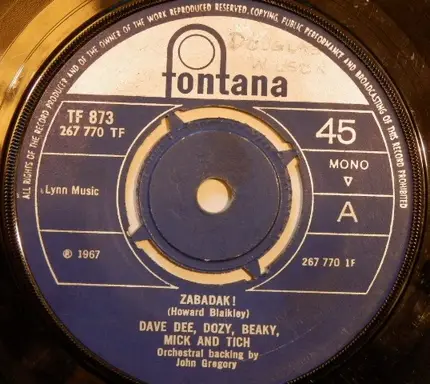 ALL RIGHTS OF THE RECORD PRODUCER AND OF THE OWNER OF THE WORK REPRODUCED RESERVED. COPYING, PUBLIC PERFORMANCE AND BROADCASTING OF THIS RECORD PROHIBITED
DOUGLAS
fontana
TF 873
267 770 TF
45
MONO
Lynn Music
A
℗ 1967
267 770 1F
ZABADAK!
(Howard Blaikley)
DAVE DEE, DOZY, BEAKY,
MICK AND TICH
Orchestral backing by
John Gregory